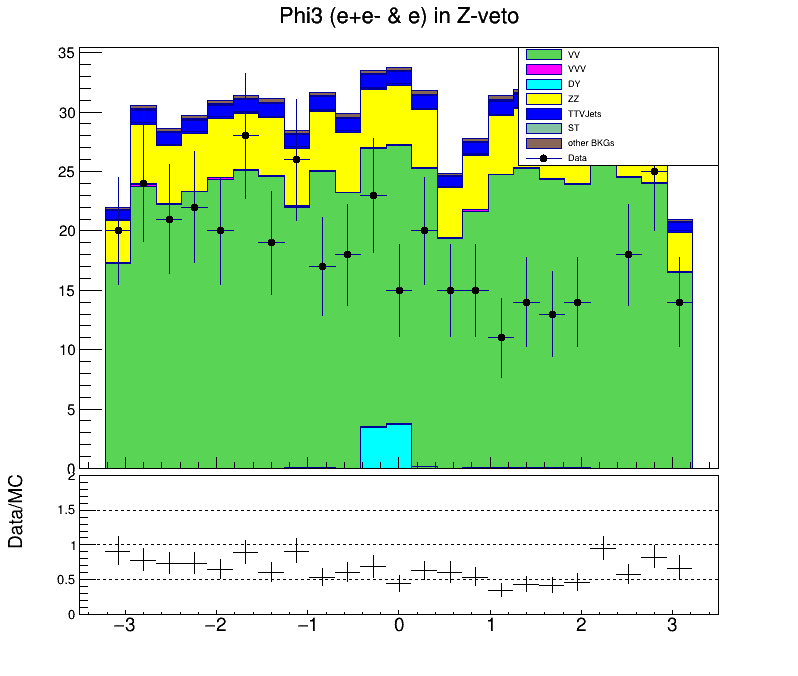 Phi3 (e+e- & e) in Z-veto
35
30
25
20
15
10
5
0
VV
VVV
DY
ZZ
TTVJets
ST
other BKGs
Data
Data/MC
2
1.5
1
0.5
0
−3 −2 −1 0 1 2 3